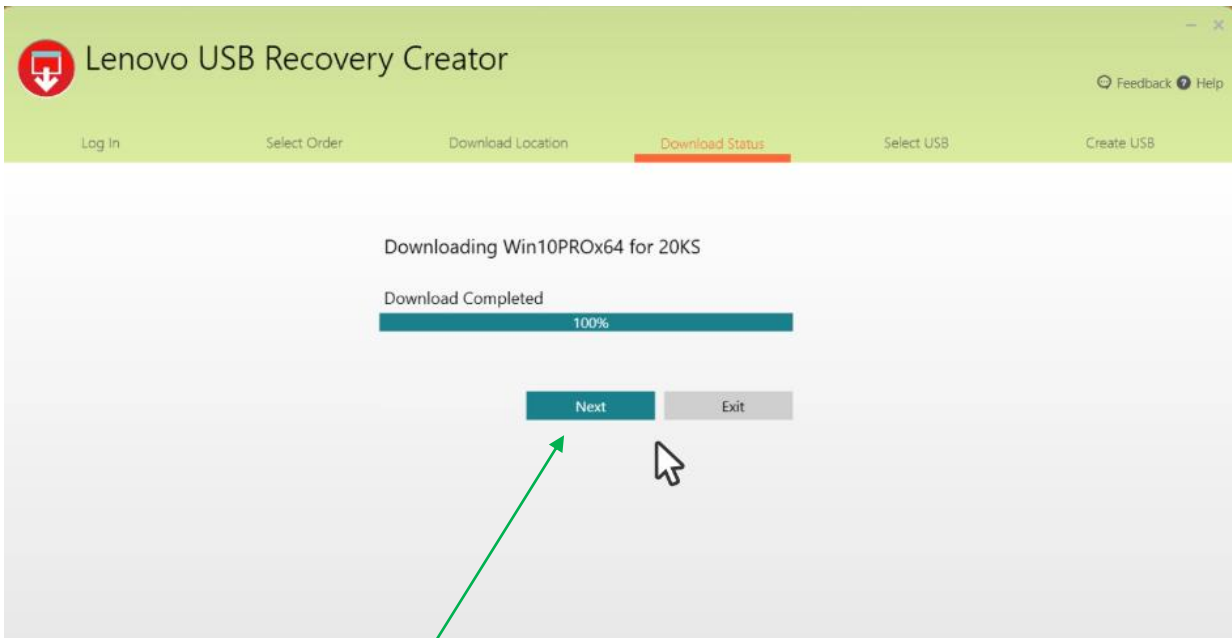 Lenovo USB Recovery Creator
Feedback Help
Log In Select Order Download Location Download Status Select USB Create USB
Downloading Win10PROx64 for 20KS
Download Completed
100%
Next Exit